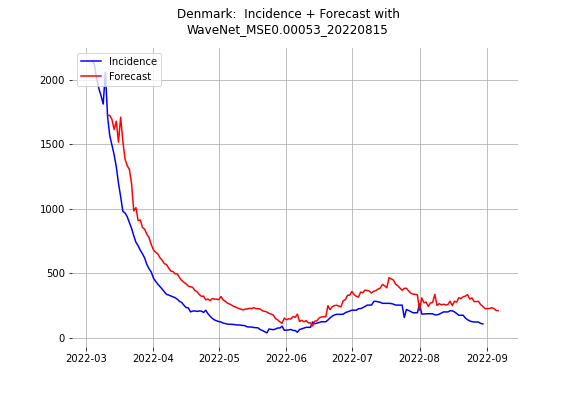 Denmark:  Incidence + Forecast with
WaveNet_MSE0.00053_20220815
Incidence
Forecast
2000
1500
1000
500
0
2022-03 2022-04 2022-05 2022-06 2022-07 2022-08 2022-09